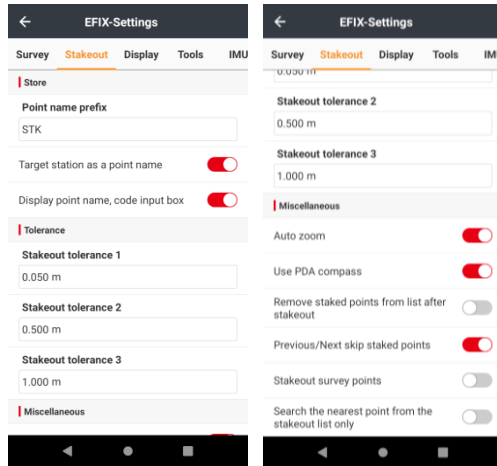 EFIX-Settings
Survey Stakeout Display Tools IMU
Store
Point name prefix
STK
Target station as a point name
Display point name, code input box
Tolerance
Stakeout tolerance 1
0.050 m
Stakeout tolerance 2
0.500 m
Stakeout tolerance 3
1.000 m
Miscellaneous
EFIX-Settings
Survey Stakeout Display Tools IMU
0.050 m
Stakeout tolerance 2
0.500 m
Stakeout tolerance 3
1.000 m
Miscellaneous
Auto zoom
Use PDA compass
Remove staked points from list after
stakeout
Previous/Next skip staked points
Stakeout survey points
Search the nearest point from the
stakeout list only